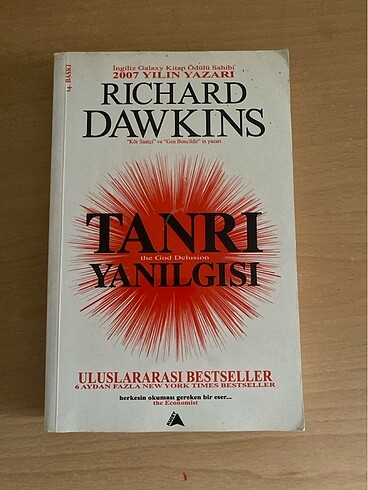 14. BASKI
İngiliz Galaxy Kitap Ödülü Sahibi
2007 YILIN YAZARI
RICHARD
DAWKINS
"Kör Saatçi" ve "Gen Bencildir" in yazarı
TANRI
the God Delusion
YANILGISI
ULUSLARARASI BESTSELLER
6 AYDAN FAZLA NEW YORK TIMES BESTSELLER
herkesin okuması gereken bir eser...
the Economist